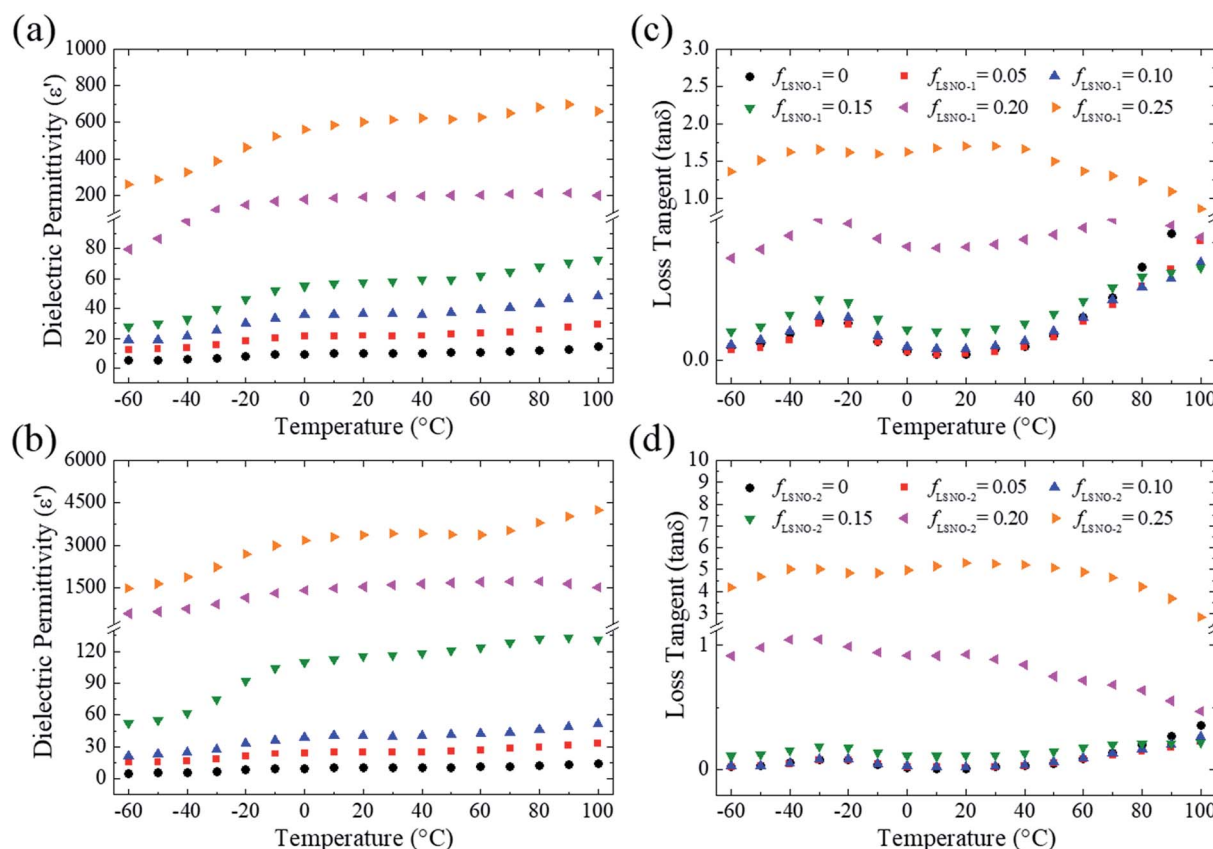 (a)
1000
800
600
400
200
80
60
40
20
0
Dielectric Permittivity (ε')
-60 -40 -20 0 20 40 60 80 100
Temperature (°C)
(c)
3.0
2.5
2.0
1.5
1.0
0.0
Loss Tangent (tanδ)
fLSNO-1= 0 fLSNO-1= 0.05 fLSNO-1= 0.10
fLSNO-1= 0.15 fLSNO-1= 0.20 fLSNO-1= 0.25
-60 -40 -20 0 20 40 60 80 100
Temperature (°C)
(b)
6000
4500
3000
1500
120
90
60
30
0
Dielectric Permittivity (ε')
-60 -40 -20 0 20 40 60 80 100
Temperature (°C)
(d)
10
9
8
7
6
5
4
3
1
0
Loss Tangent (tanδ)
fLSNO-2= 0 fLSNO-2= 0.05 fLSNO-2= 0.10
fLSNO-2= 0.15 fLSNO-2= 0.20 fLSNO-2= 0.25
-60 -40 -20 0 20 40 60 80 100
Temperature (°C)